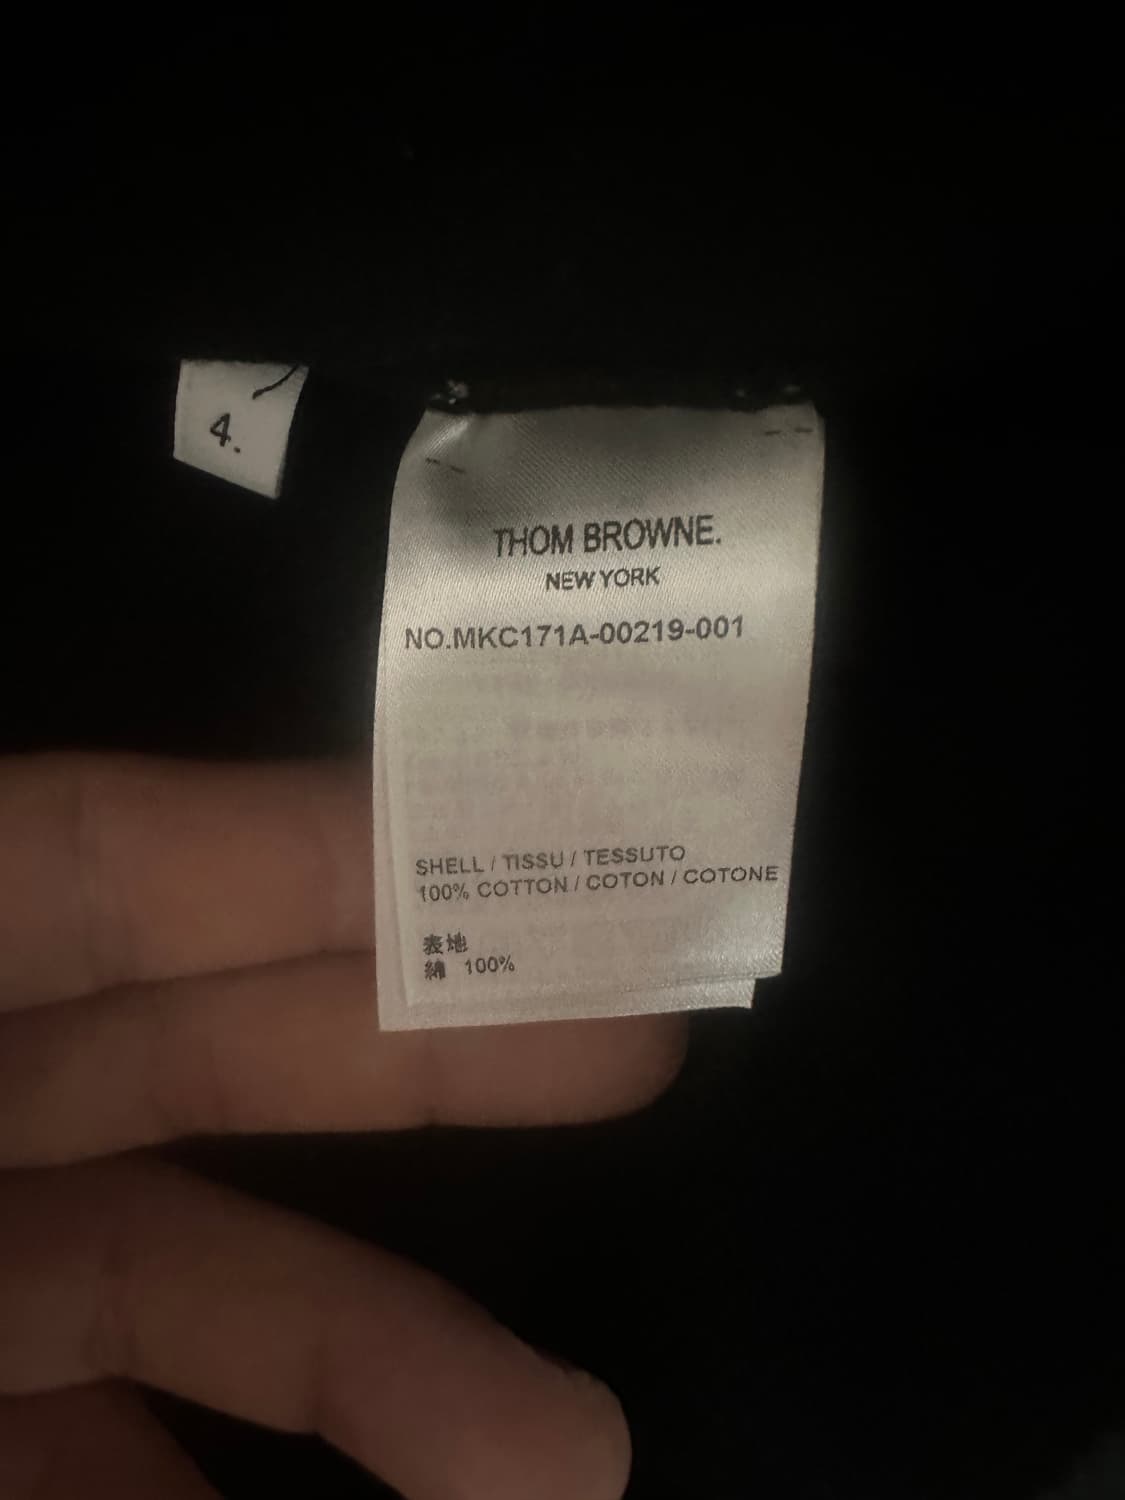 4.
THOM BROWNE.
NEW YORK
NO.MKC171A-00219-001
SHELL / TISSU / TESSUTO
100% COTTON / COTON / COTONE
表地
綿 100%